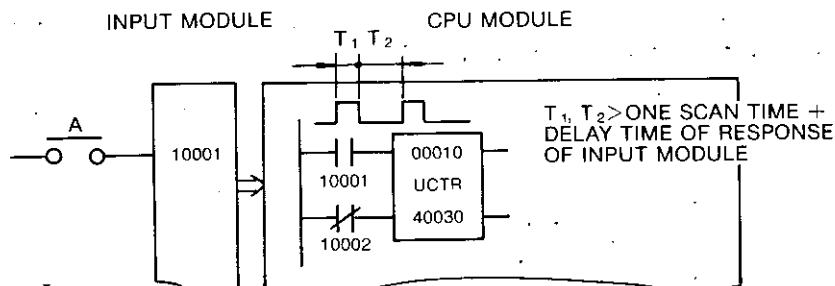 INPUT MODULE
CPU MODULE
T₁ T₂
A
10001
T₁, T₂>ONE SCAN TIME +
DELAY TIME OF RESPONSE
OF INPUT MODULE
10001
00010
UCTR
40030
10002